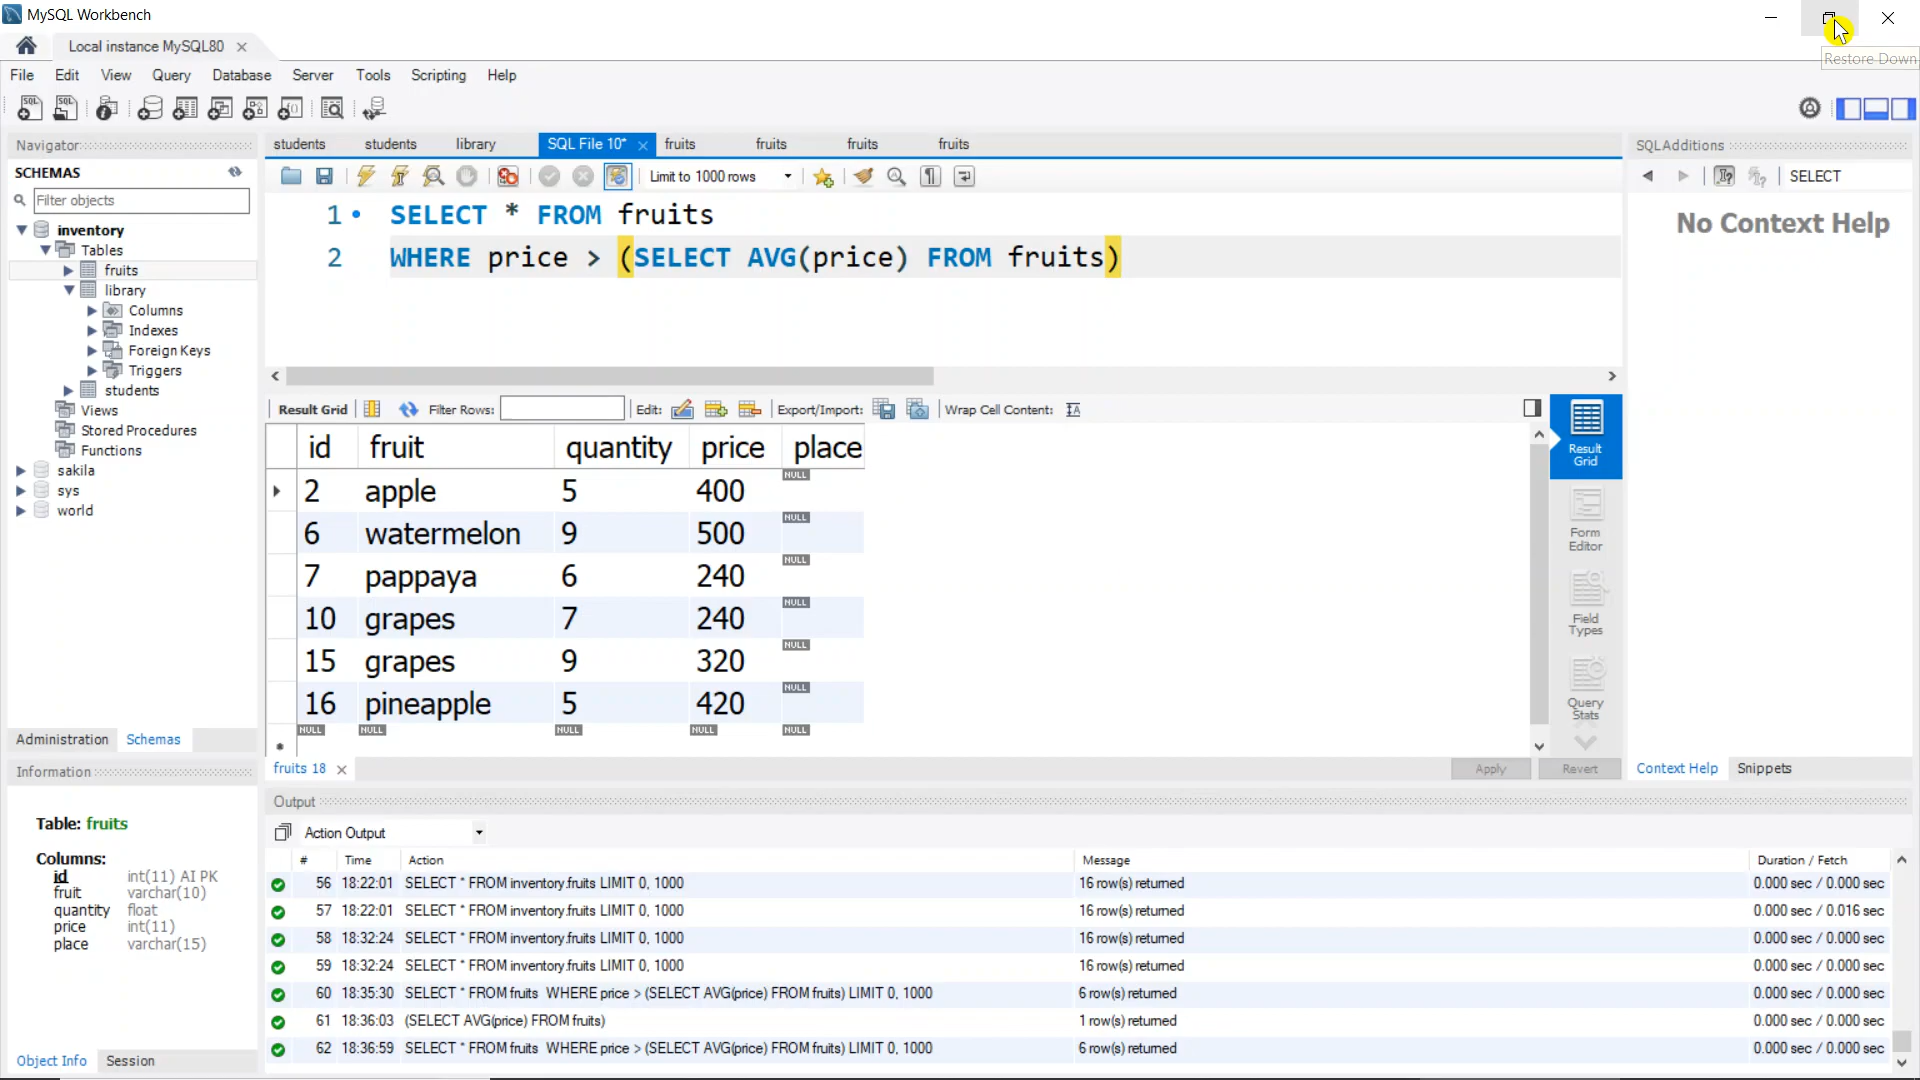 MySQL Workbench
Restore Down
Local instance MySQL80
File Edit View Query Database Server Tools Scripting Help
Navigator
SCHEMAS
Filter objects
inventory
Tables
fruits
library
Columns
Indexes
Foreign Keys
Triggers
students
Views
Stored Procedures
Functions
sakila
sys
world
Administration Schemas
Information
Table: fruits
Columns:
id int(11) AI PK
fruit varchar(10)
quantity float
price int(11)
place varchar(15)
Object Info Session
students students library SQL File 10* fruits fruits fruits fruits
Limit to 1000 rows
1 SELECT * FROM fruits
2 WHERE price > (SELECT AVG(price) FROM fruits)
Result Grid Filter Rows: Edit: Export/Import: Wrap Cell Content:
id fruit quantity price place
2 apple 5 400 NULL
6 watermelon 9 500 NULL
7 pappaya 6 240 NULL
10 grapes 7 240 NULL
15 grapes 9 320 NULL
16 pineapple 5 420 NULL
NULL NULL NULL NULL NULL
Result Grid
Form Editor
Field Types
Query Stats
fruits 18
Apply Revert
SQLAdditions
SELECT
No Context Help
Context Help Snippets
Output
Action Output
# Time Action Message Duration / Fetch
56 18:22:01 SELECT * FROM inventory.fruits LIMIT 0, 1000 16 row(s) returned 0.000 sec / 0.000 sec
57 18:22:01 SELECT * FROM inventory.fruits LIMIT 0, 1000 16 row(s) returned 0.000 sec / 0.016 sec
58 18:32:24 SELECT * FROM inventory.fruits LIMIT 0, 1000 16 row(s) returned 0.000 sec / 0.000 sec
59 18:32:24 SELECT * FROM inventory.fruits LIMIT 0, 1000 16 row(s) returned 0.000 sec / 0.000 sec
60 18:35:30 SELECT * FROM fruits WHERE price > (SELECT AVG(price) FROM fruits) LIMIT 0, 1000 6 row(s) returned 0.000 sec / 0.000 sec
61 18:36:03 (SELECT AVG(price) FROM fruits) 1 row(s) returned 0.000 sec / 0.000 sec
62 18:36:59 SELECT * FROM fruits WHERE price > (SELECT AVG(price) FROM fruits) LIMIT 0, 1000 6 row(s) returned 0.000 sec / 0.000 sec